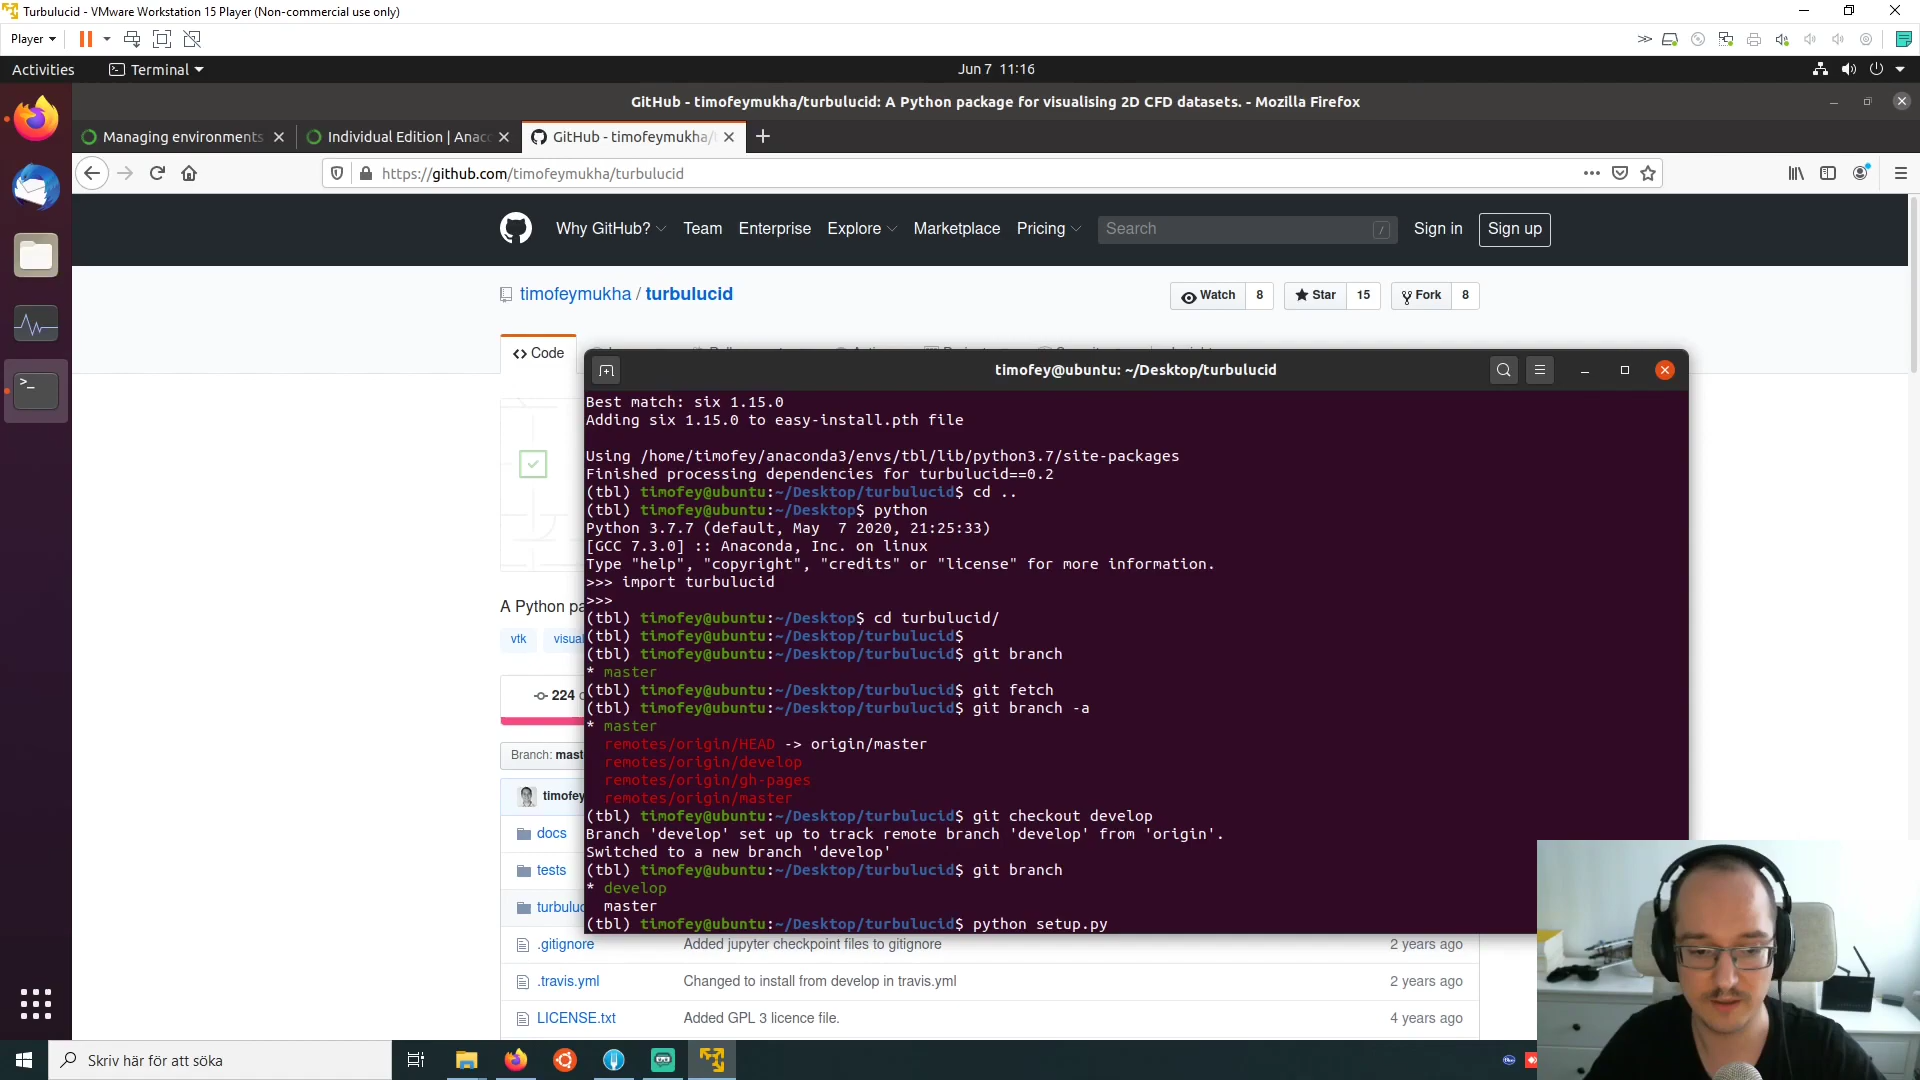 Turbulucid - VMware Workstation 15 Player (Non-commercial use only)
Player
Activities
Terminal
Jun 7 11:16
GitHub - timofeymukha/turbulucid: A Python package for visualising 2D CFD datasets. - Mozilla Firefox
Managing environments
Individual Edition | Anaco
GitHub - timofeymukha/t
https://github.com/timofeymukha/turbulucid
Why GitHub?
Team
Enterprise
Explore
Marketplace
Pricing
Search
/
Sign in
Sign up
timofeymukha / turbulucid
Watch 8
Star 15
Fork 8
Code
timofey@ubuntu: ~/Desktop/turbulucid
Best match: six 1.15.0
Adding six 1.15.0 to easy-install.pth file
Using /home/timofey/anaconda3/envs/tbl/lib/python3.7/site-packages
Finished processing dependencies for turbulucid==0.2
(tbl) timofey@ubuntu:~/Desktop/turbulucid$ cd ..
(tbl) timofey@ubuntu:~/Desktop$ python
Python 3.7.7 (default, May  7 2020, 21:25:33)
[GCC 7.3.0] :: Anaconda, Inc. on linux
Type "help", "copyright", "credits" or "license" for more information.
>>> import turbulucid
>>>
(tbl) timofey@ubuntu:~/Desktop$ cd turbulucid/
(tbl) timofey@ubuntu:~/Desktop/turbulucid$
(tbl) timofey@ubuntu:~/Desktop/turbulucid$ git branch
* master
(tbl) timofey@ubuntu:~/Desktop/turbulucid$ git fetch
(tbl) timofey@ubuntu:~/Desktop/turbulucid$ git branch -a
* master
remotes/origin/HEAD -> origin/master
remotes/origin/develop
remotes/origin/gh-pages
remotes/origin/master
(tbl) timofey@ubuntu:~/Desktop/turbulucid$ git checkout develop
Branch 'develop' set up to track remote branch 'develop' from 'origin'.
Switched to a new branch 'develop'
(tbl) timofey@ubuntu:~/Desktop/turbulucid$ git branch
* develop
master
(tbl) timofey@ubuntu:~/Desktop/turbulucid$ python setup.py
A Python pa
vtk
visual
224 c
Branch: mast
timofey
docs
tests
turbuluc
.gitignore
Added jupyter checkpoint files to gitignore
2 years ago
.travis.yml
Changed to install from develop in travis.yml
2 years ago
LICENSE.txt
Added GPL 3 licence file.
4 years ago
Skriv här för att söka